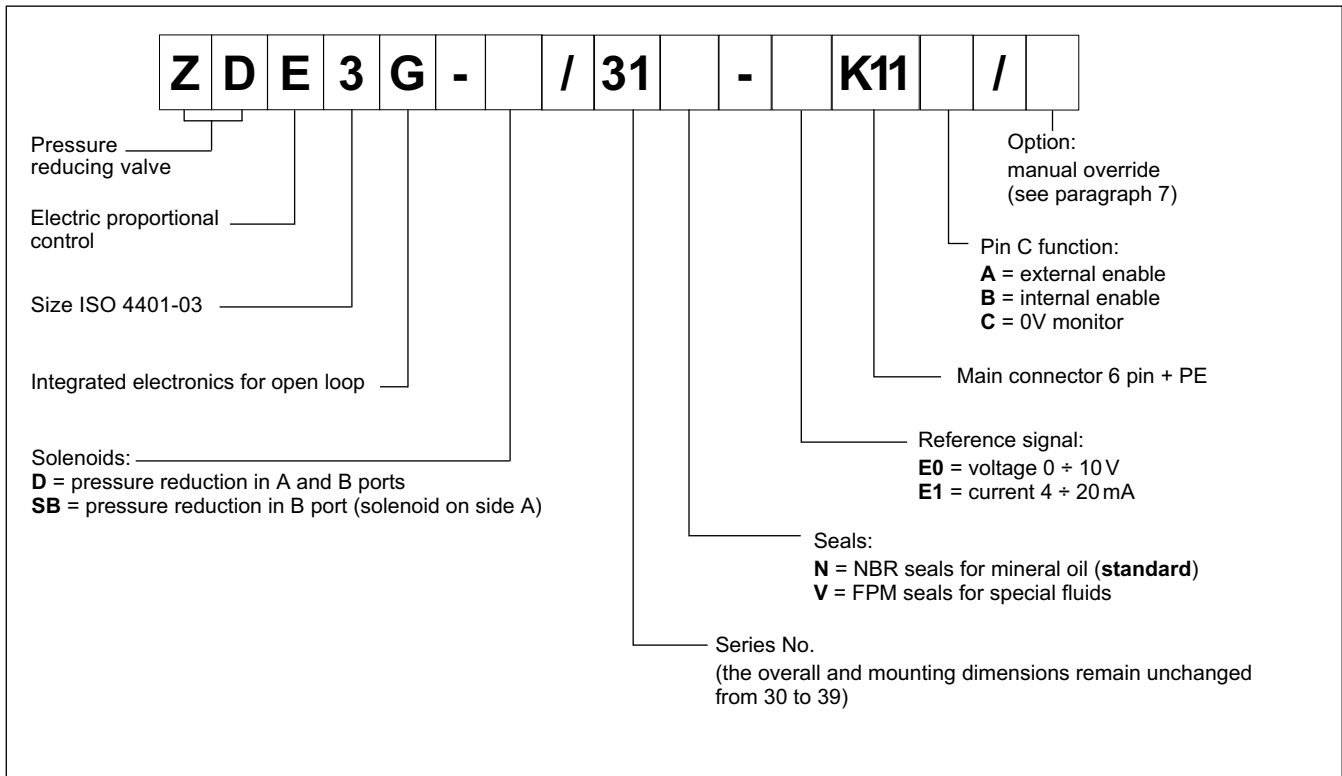 Z D E 3 G - / 31 - K11 /
Pressure
reducing valve
Electric proportional
control
Size ISO 4401-03
Integrated electronics for open loop
Solenoids:
D = pressure reduction in A and B ports
SB = pressure reduction in B port (solenoid on side A)
Option:
manual override
(see paragraph 7)
Pin C function:
A = external enable
B = internal enable
C = 0V monitor
Main connector 6 pin + PE
Reference signal:
E0 = voltage 0 ÷ 10 V
E1 = current 4 ÷ 20 mA
Seals:
N = NBR seals for mineral oil (standard)
V = FPM seals for special fluids
Series No.
(the overall and mounting dimensions remain unchanged
from 30 to 39)